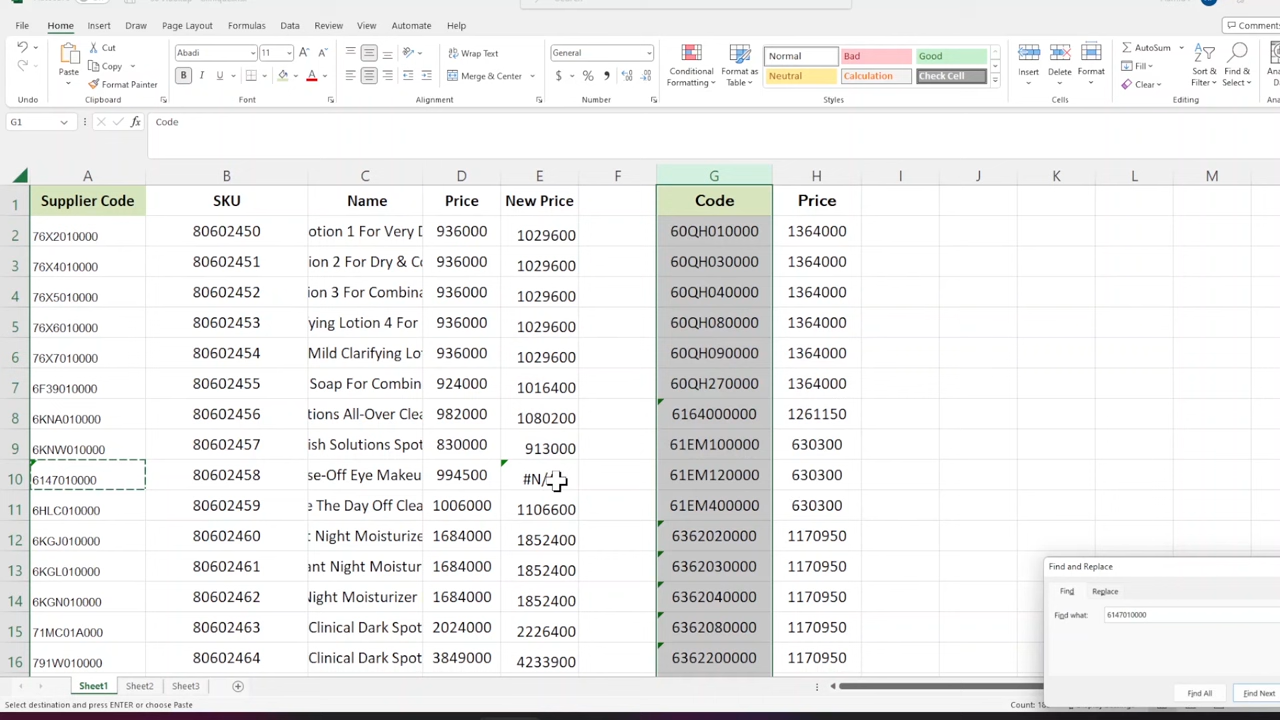 File Home Insert Draw Page Layout Formulas Data Review View Automate Help Comments
Cut Abadi 11 Wrap Text General Normal Bad Good AutoSum
Copy Fill
Paste Format Painter Merge & Center Conditional Formatting Format as Table Neutral Calculation Check Cell Insert Delete Format Clear Sort & Filter Find & Select
Undo Clipboard Font Alignment Number Styles Cells Editing
G1 fx Code
A B C D E F G H I J K L M
1 Supplier Code SKU Name Price New Price Code Price
2 76X2010000 80602450 otion 1 For Very D 936000 1029600 60QH010000 1364000
3 76X4010000 80602451 ion 2 For Dry & Co 936000 1029600 60QH030000 1364000
4 76X5010000 80602452 ion 3 For Combina 936000 1029600 60QH040000 1364000
5 76X6010000 80602453 ying Lotion 4 For 936000 1029600 60QH080000 1364000
6 76X7010000 80602454 Mild Clarifying Lo 936000 1029600 60QH090000 1364000
7 6F39010000 80602455 Soap For Combin 924000 1016400 60QH270000 1364000
8 6KNA010000 80602456 tions All-Over Clea 982000 1080200 6164000000 1261150
9 6KNW010000 80602457 ish Solutions Spot 830000 913000 61EM100000 630300
10 6147010000 80602458 se-Off Eye Makeu 994500 #N/ 61EM120000 630300
11 6HLC010000 80602459 e The Day Off Clea 1006000 1106600 61EM400000 630300
12 6KGJ010000 80602460 t Night Moisturize 1684000 1852400 6362020000 1170950
13 6KGL010000 80602461 ant Night Moistur 1684000 1852400 6362030000 1170950
14 6KGN010000 80602462 Night Moisturizer 1684000 1852400 6362040000 1170950
15 71MC01A000 80602463 Clinical Dark Spot 2024000 2226400 6362080000 1170950
16 791W010000 80602464 Clinical Dark Spot 3849000 4233900 6362200000 1170950
Find and Replace
Find Replace
Find what: 6147010000
Find All Find Next
Sheet1 Sheet2 Sheet3
Select destination and press ENTER or choose Paste